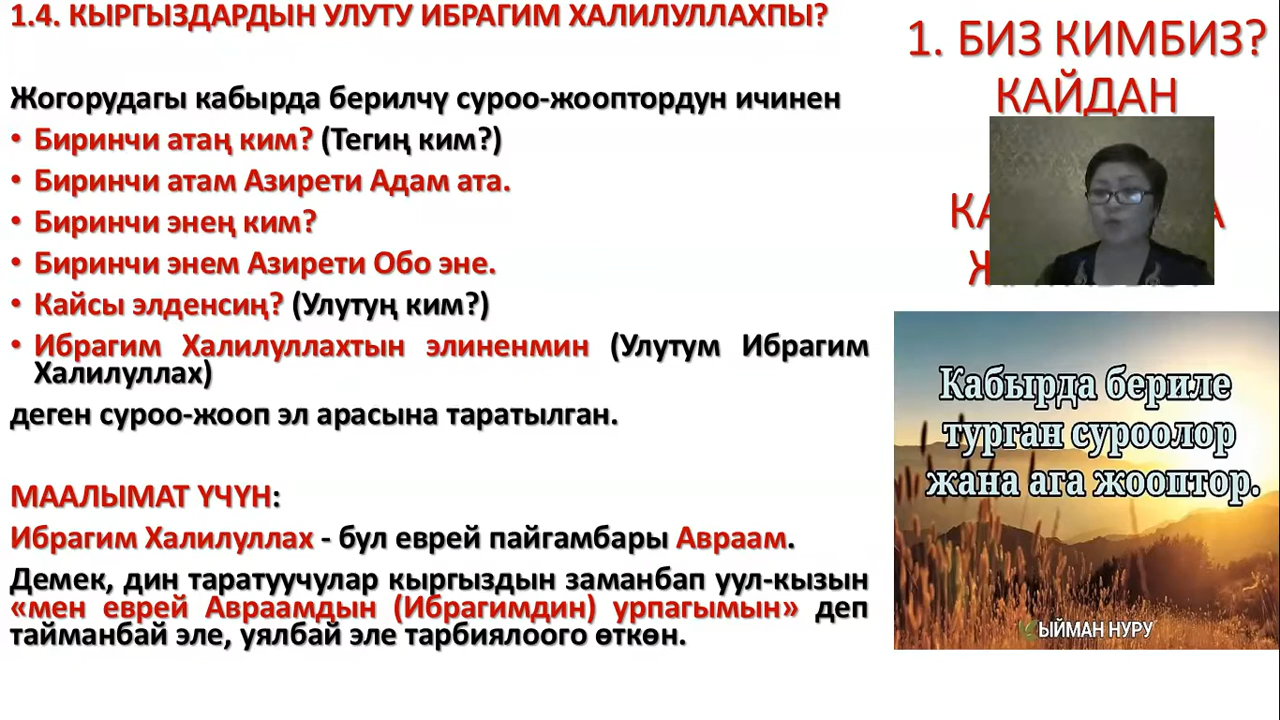 1.4. КЫРГЫЗДАРДЫН УЛУТУ ИБРАГИМ ХАЛИЛУЛЛАХПЫ?
Жогорудагы кабырда берилчү суроо-жооптордун ичинен
• Биринчи атаң ким? (Тегиң ким?)
• Биринчи атам Азирети Адам ата.
• Биринчи энең ким?
• Биринчи энем Азирети Обо эне.
• Кайсы элденсиң? (Улутуң ким?)
• Ибрагим Халилуллахтын элиненмин (Улутум Ибрагим
Халилуллах)
деген суроо-жооп эл арасына таратылган.
МААЛЫМАТ ҮЧҮН:
Ибрагим Халилуллах - бул еврей пайгамбары Авраам.
Демек, дин таратуучулар кыргыздын заманбап уул-кызын
«мен еврей Авраамдын (Ибрагимдин) урпагымын» деп
тайманбай эле, уялбай эле тарбиялоого өткөн.
1. БИЗ КИМБИЗ?
КАЙДАН
Кабырда бериле
турган суроолор
жана ага жооптор.
ЫЙМАН НУРУ